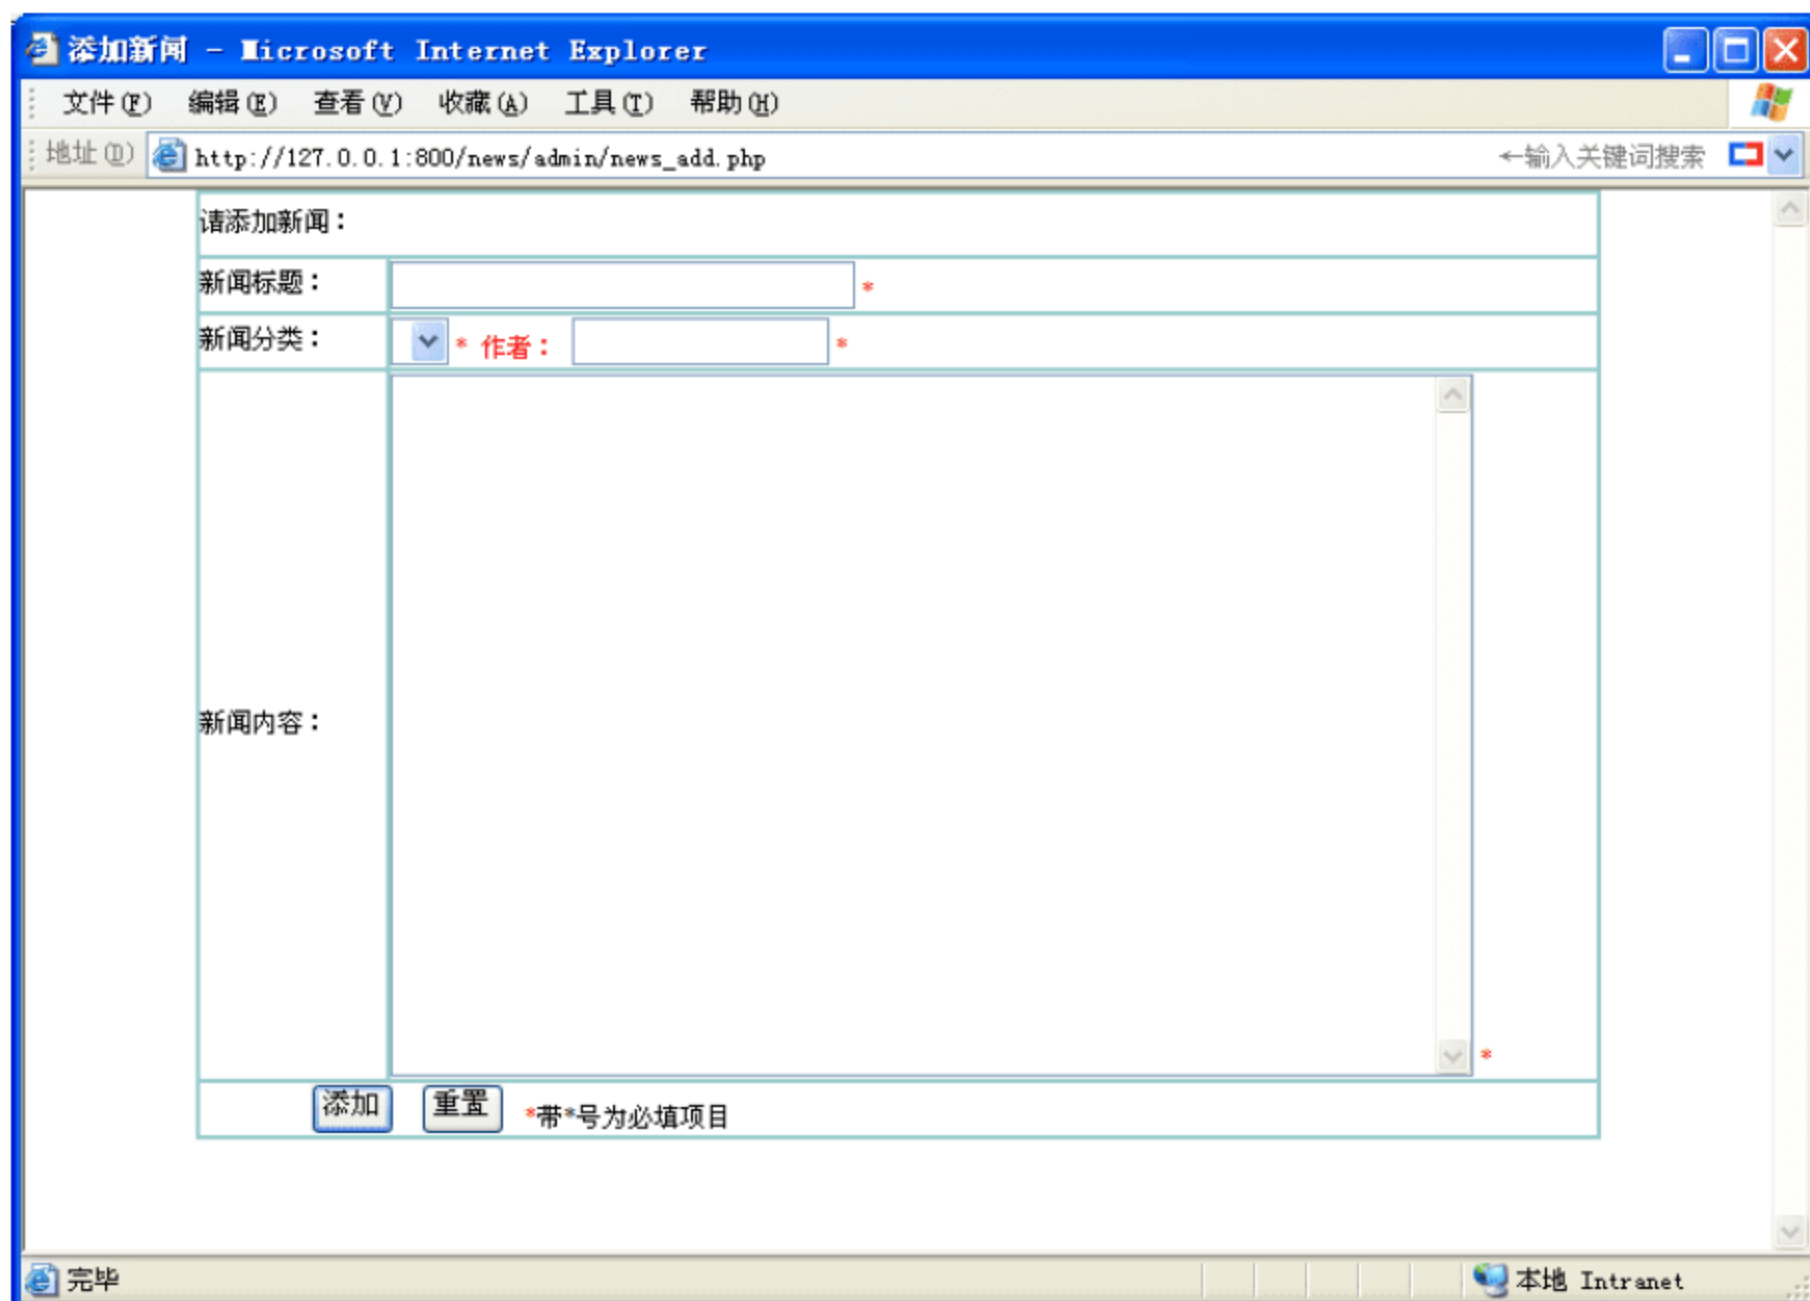 添加新闻 - Microsoft Internet Explorer
文件(F) 编辑(E) 查看(V) 收藏(A) 工具(T) 帮助(H)
地址(D) http://127.0.0.1:800/news/admin/news_add.php ←输入关键词搜索
请添加新闻：
新闻标题： *
新闻分类： * 作者： *
新闻内容： *
添加 重置 *带*号为必填项目
完毕 本地 Intranet